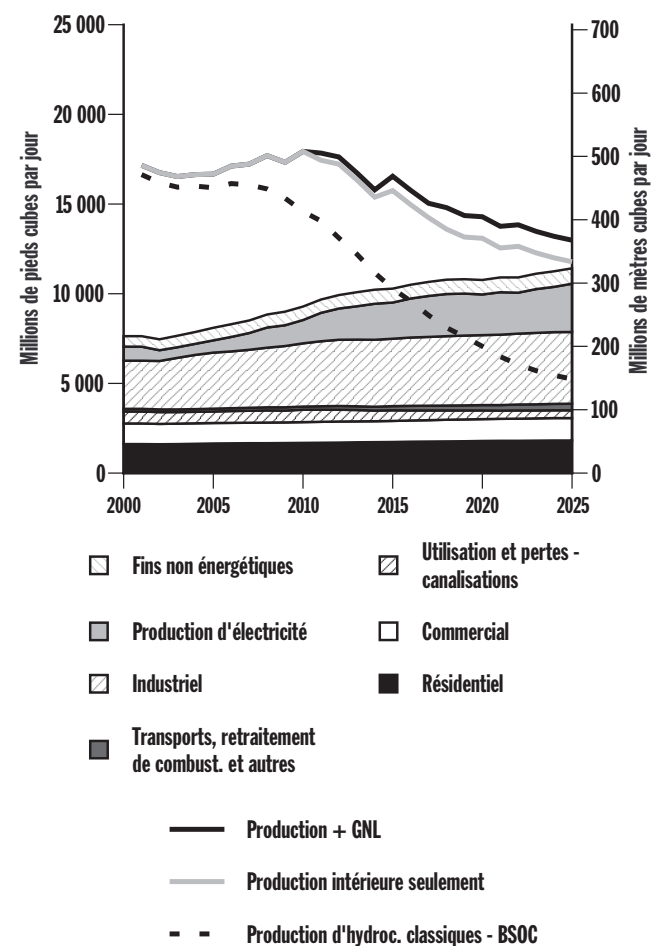 25 000
20 000
15 000
10 000
5 000
0
Millions de pieds cubes par jour
700
600
500
400
300
200
100
0
Millions de mètres cubes par jour
2000 2005 2010 2015 2020 2025
Fins non énergétiques
Utilisation et pertes -
canalisations
Production d'électricité
Commercial
Industriel
Résidentiel
Transports, retraitement
de combust. et autres
Production + GNL
Production intérieure seulement
Production d'hydroc. classiques - BSOC